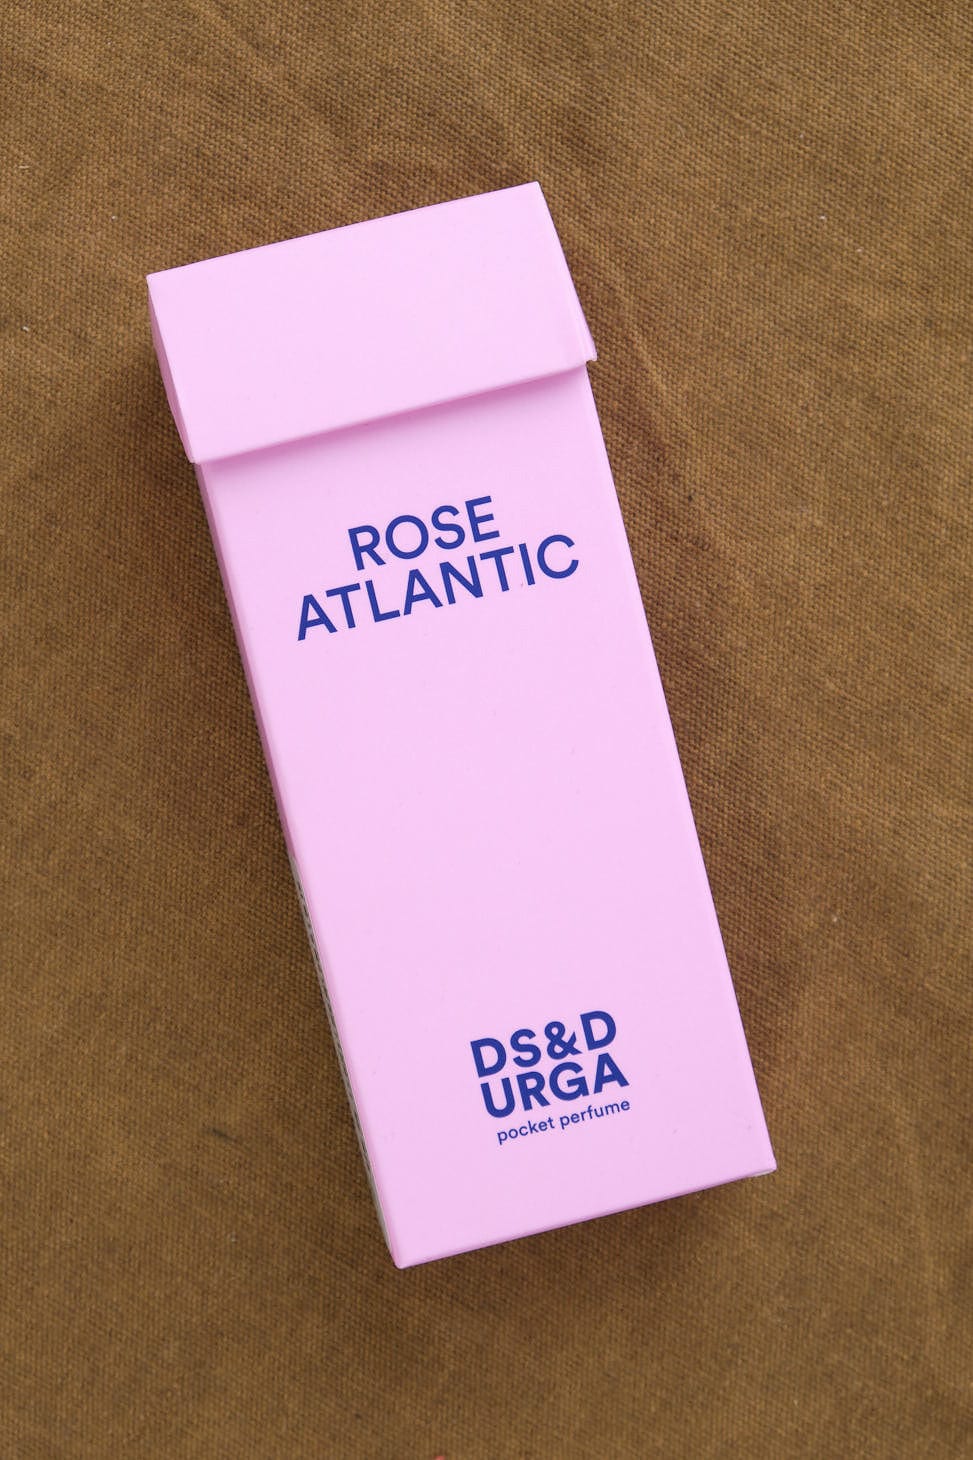 ROSE
ATLANTIC
DS&D
URGA
pocket perfume